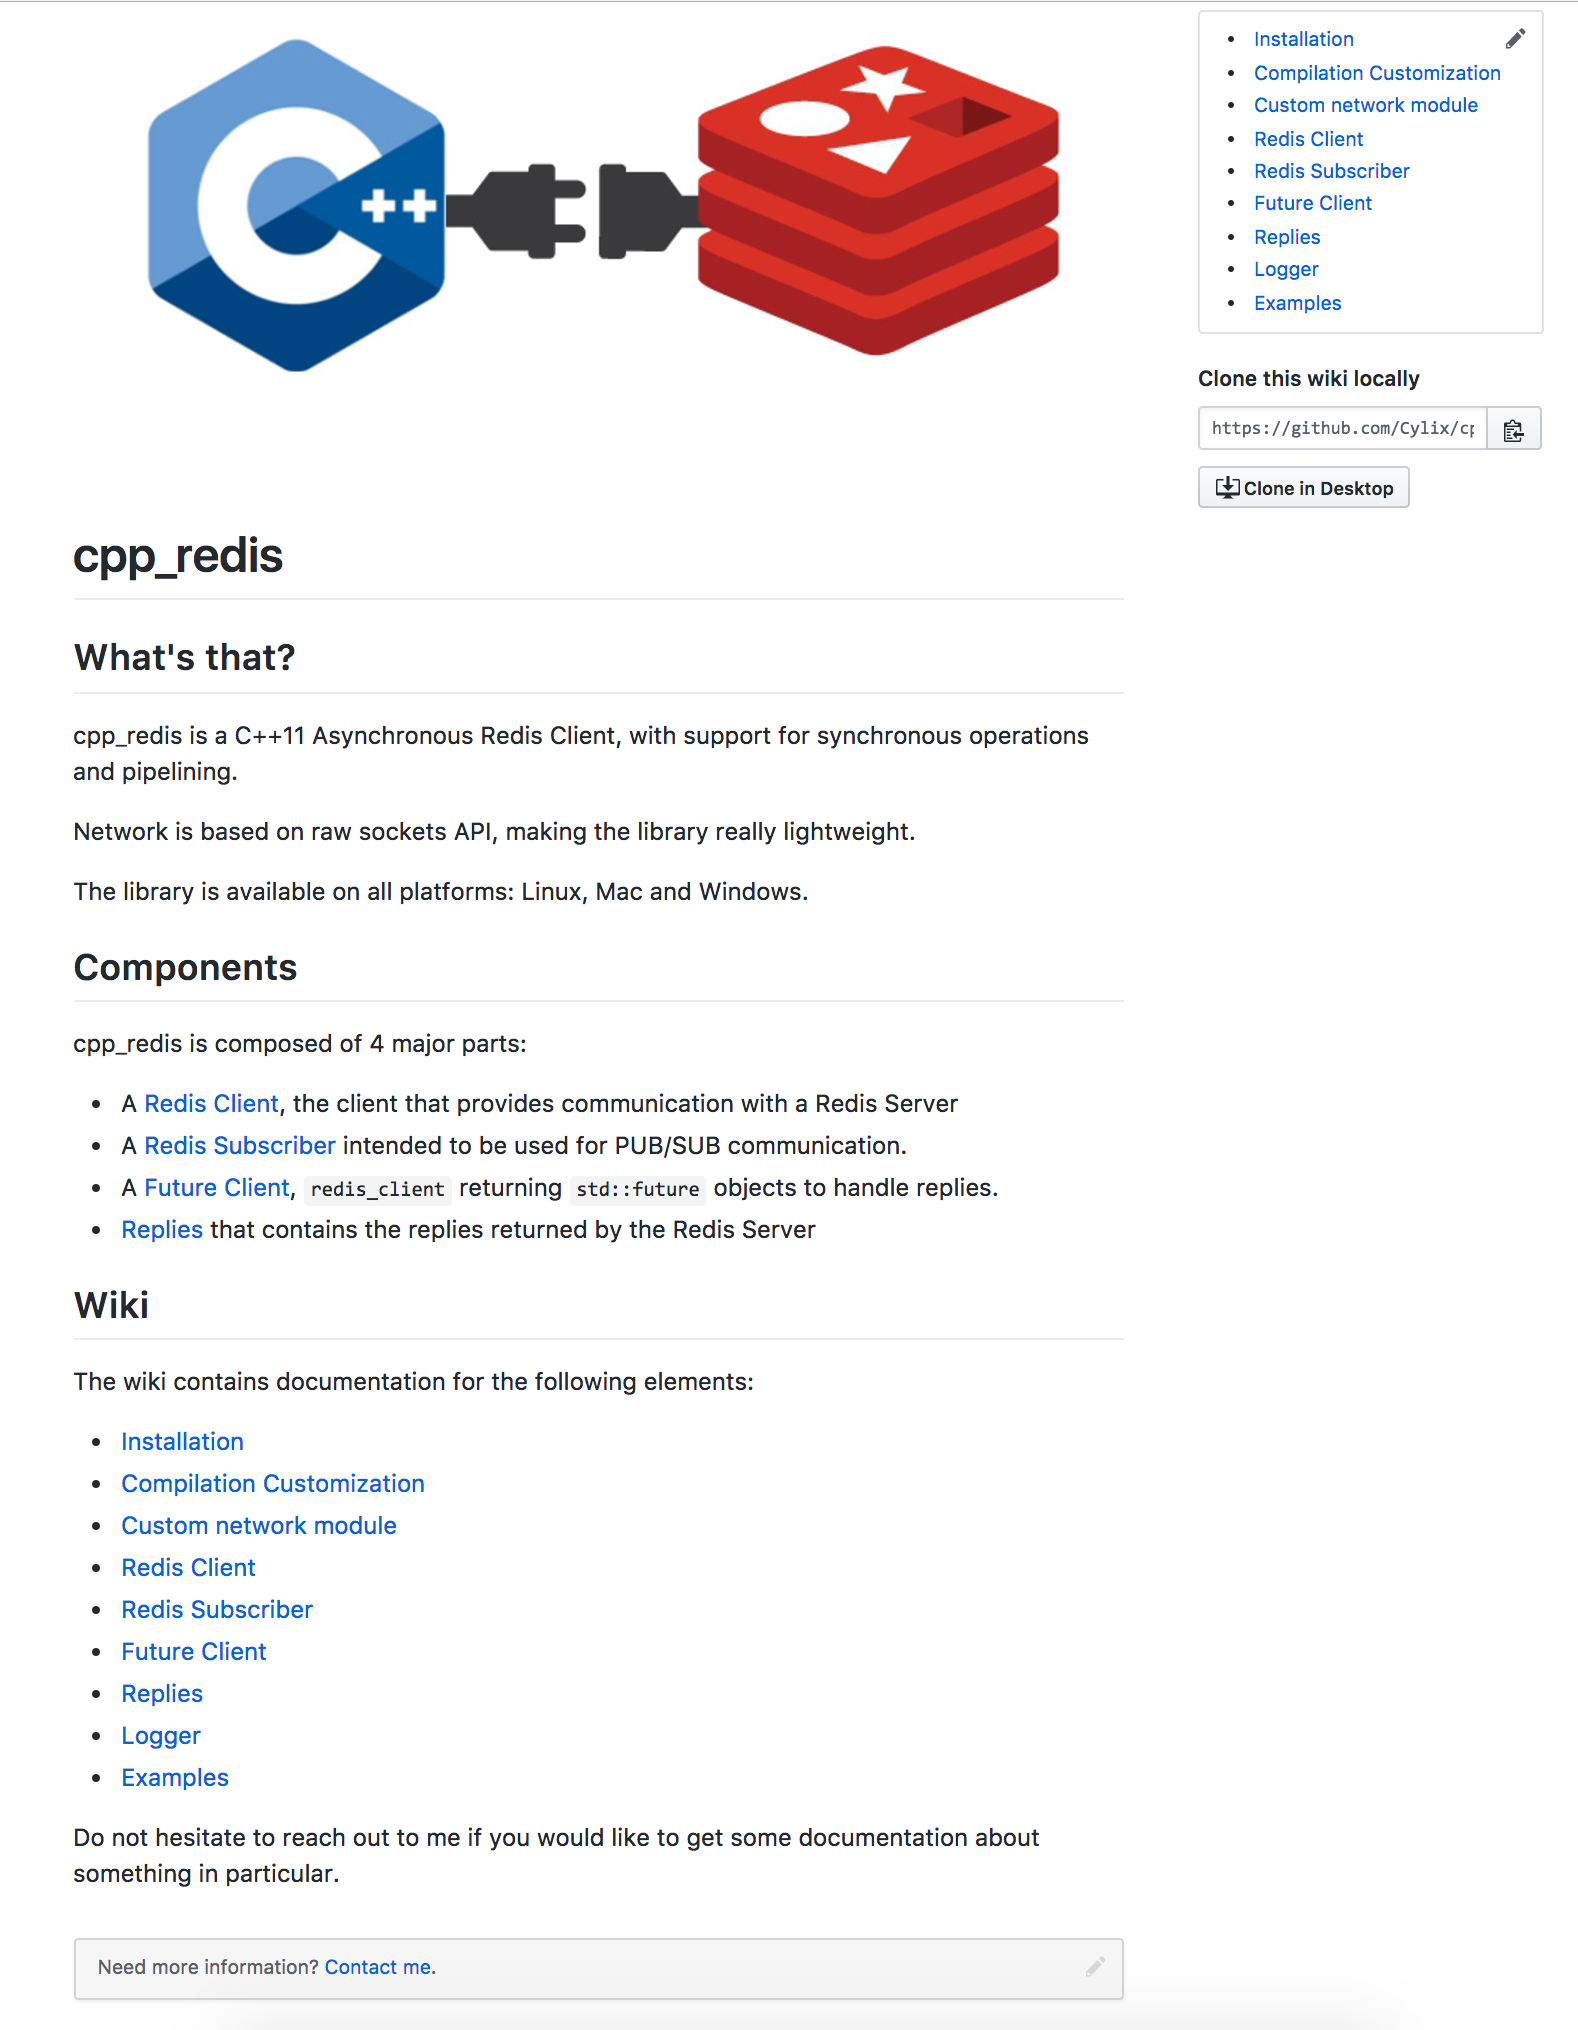 C ++
Installation
Compilation Customization
Custom network module
Redis Client
Redis Subscriber
Future Client
Replies
Logger
Examples
Clone this wiki locally
https://github.com/Cylix/cp
Clone in Desktop
cpp_redis
What's that?
cpp_redis is a C++11 Asynchronous Redis Client, with support for synchronous operations
and pipelining.
Network is based on raw sockets API, making the library really lightweight.
The library is available on all platforms: Linux, Mac and Windows.
Components
cpp_redis is composed of 4 major parts:
A Redis Client, the client that provides communication with a Redis Server
A Redis Subscriber intended to be used for PUB/SUB communication.
A Future Client, redis_client returning std::future objects to handle replies.
Replies that contains the replies returned by the Redis Server
Wiki
The wiki contains documentation for the following elements:
Installation
Compilation Customization
Custom network module
Redis Client
Redis Subscriber
Future Client
Replies
Logger
Examples
Do not hesitate to reach out to me if you would like to get some documentation about
something in particular.
Need more information? Contact me.